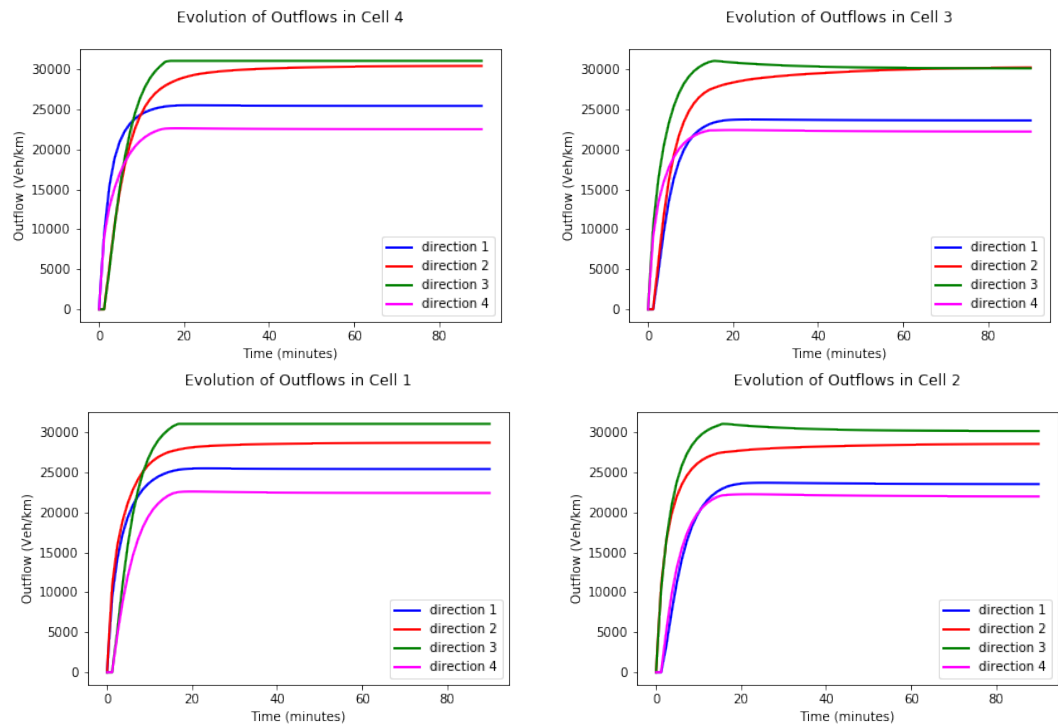 Evolution of Outflows in Cell 4
Outflow (Veh/km)
30000
25000
20000
15000
10000
5000
0
direction 1
direction 2
direction 3
direction 4
0 20 40 60 80
Time (minutes)
Evolution of Outflows in Cell 3
Outflow (Veh/km)
30000
25000
20000
15000
10000
5000
0
direction 1
direction 2
direction 3
direction 4
0 20 40 60 80
Time (minutes)
Evolution of Outflows in Cell 1
Outflow (Veh/km)
30000
25000
20000
15000
10000
5000
0
direction 1
direction 2
direction 3
direction 4
0 20 40 60 80
Time (minutes)
Evolution of Outflows in Cell 2
Outflow (Veh/km)
30000
25000
20000
15000
10000
5000
0
direction 1
direction 2
direction 3
direction 4
0 20 40 60 80
Time (minutes)